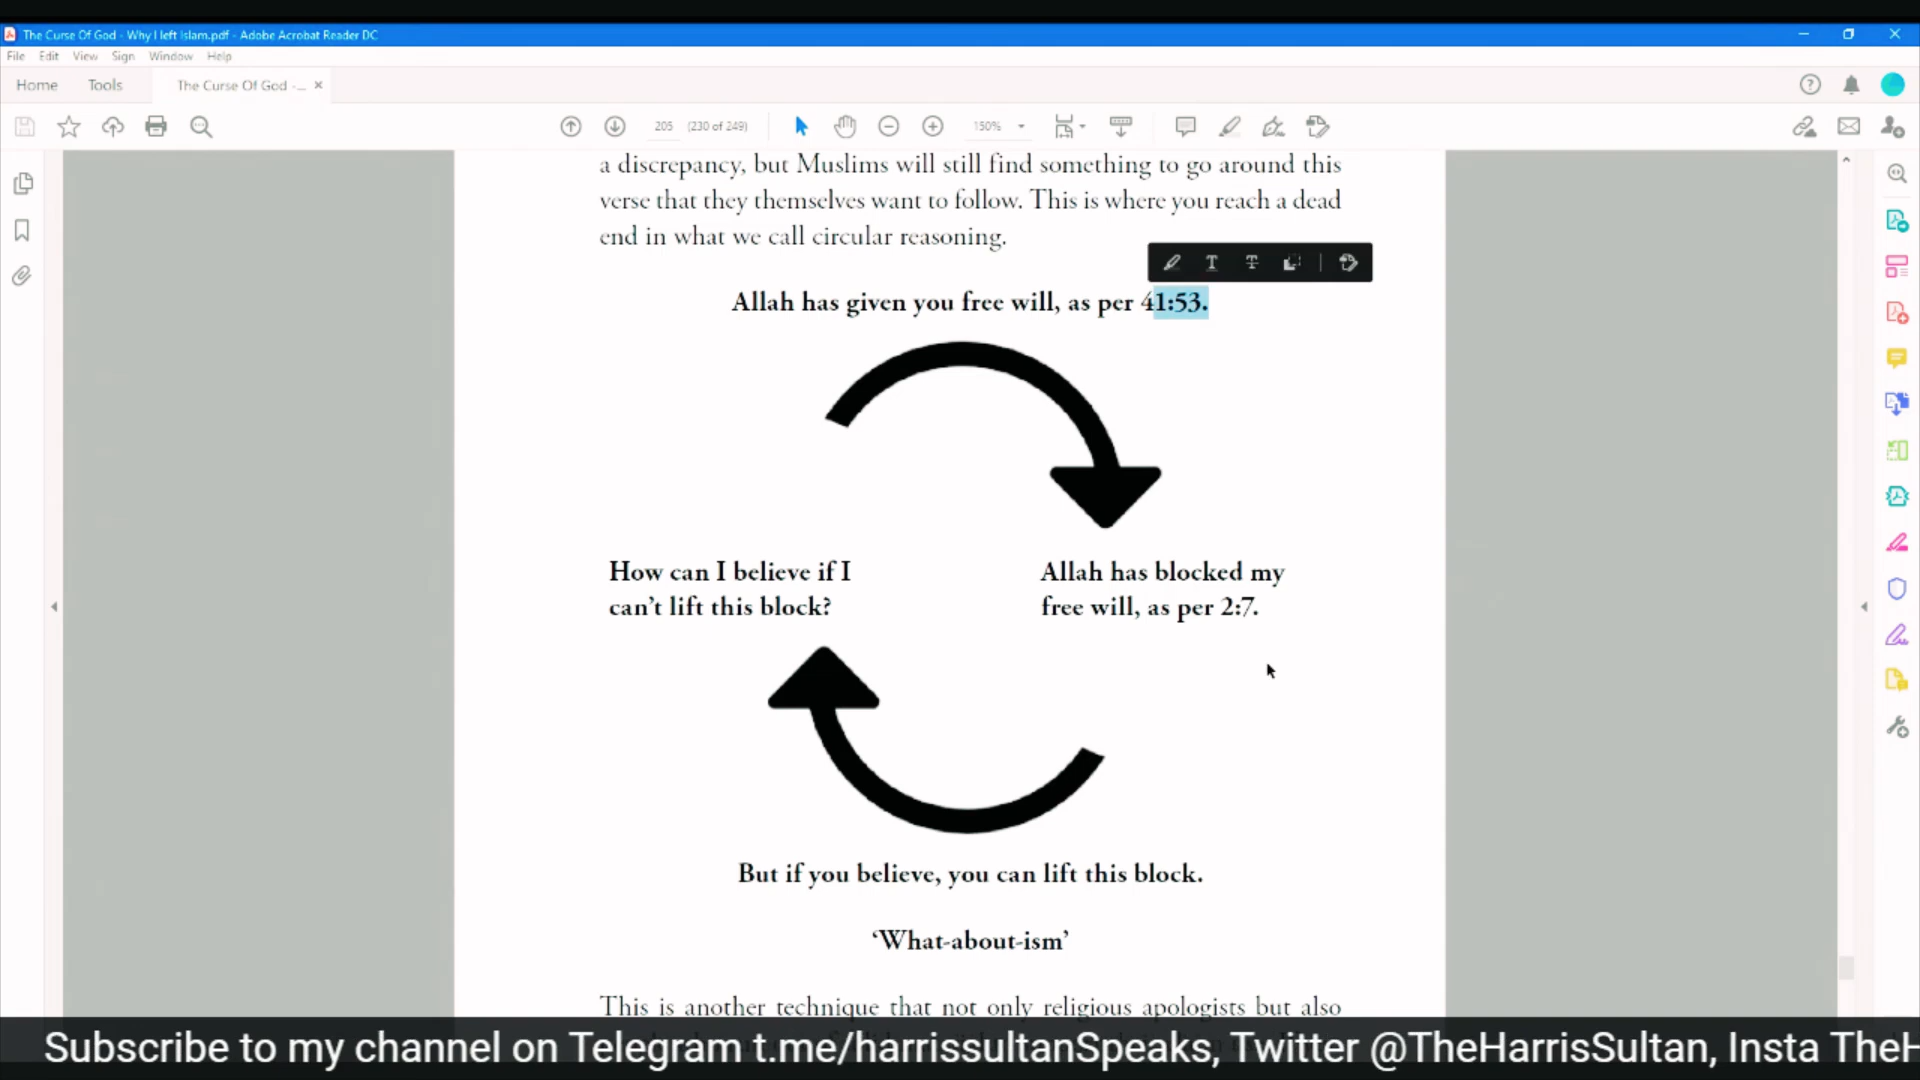 The Curse Of God - Why I left Islam.pdf - Adobe Acrobat Reader DC
File Edit View Sign Window Help
Home Tools The Curse Of God -...
205 (230 of 249) 150%
a discrepancy, but Muslims will still find something to go around this
verse that they themselves want to follow. This is where you reach a dead
end in what we call circular reasoning.
Allah has given you free will, as per 41:53.
How can I believe if I
can't lift this block?
Allah has blocked my
free will, as per 2:7.
But if you believe, you can lift this block.
‘What-about-ism’
This is another technique that not only religious apologists but also
Subscribe to my channel on Telegram t.me/harrissultanSpeaks, Twitter @TheHarrisSultan, Insta TheH